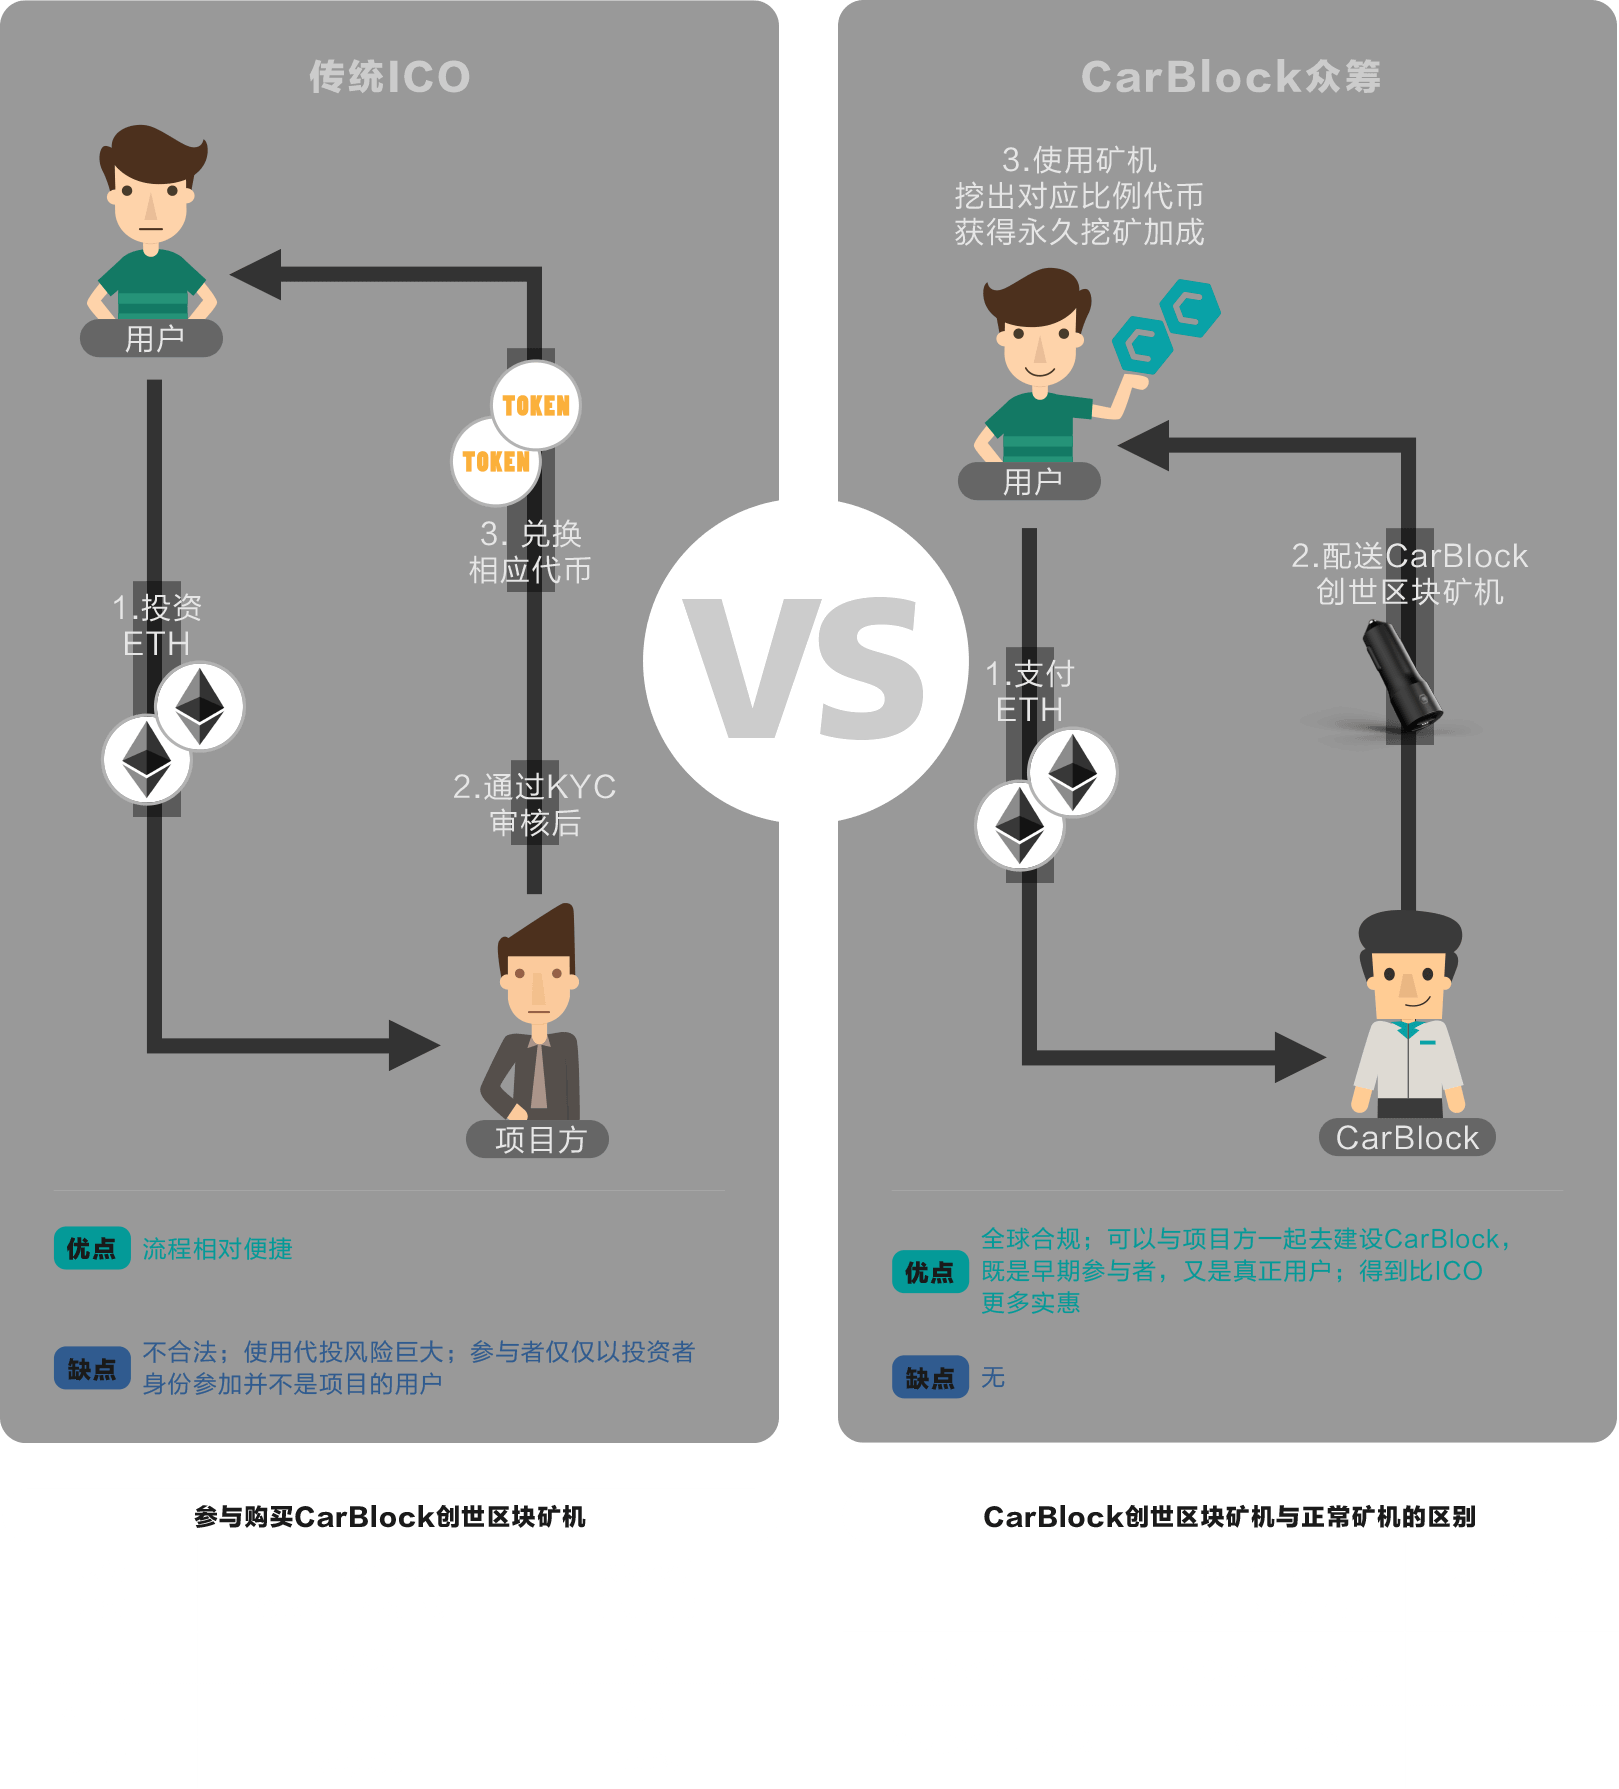 传统ICO
用户
TOKEN
TOKEN
3. 兑换
相应代币
1.投资
ETH
2.通过KYC
审核后
项目方
优点
流程相对便捷
缺点
不合法；使用代投风险巨大；参与者仅仅以投资者
身份参加并不是项目的用户
VS
CarBlock众筹
3.使用矿机
挖出对应比例代币
获得永久挖矿加成
用户
2.配送CarBlock
创世区块矿机
1.支付
ETH
CarBlock
优点
全球合规；可以与项目方一起去建设CarBlock，
既是早期参与者，又是真正用户；得到比ICO
更多实惠
缺点
无
参与购买CarBlock创世区块矿机
CarBlock创世区块矿机与正常矿机的区别